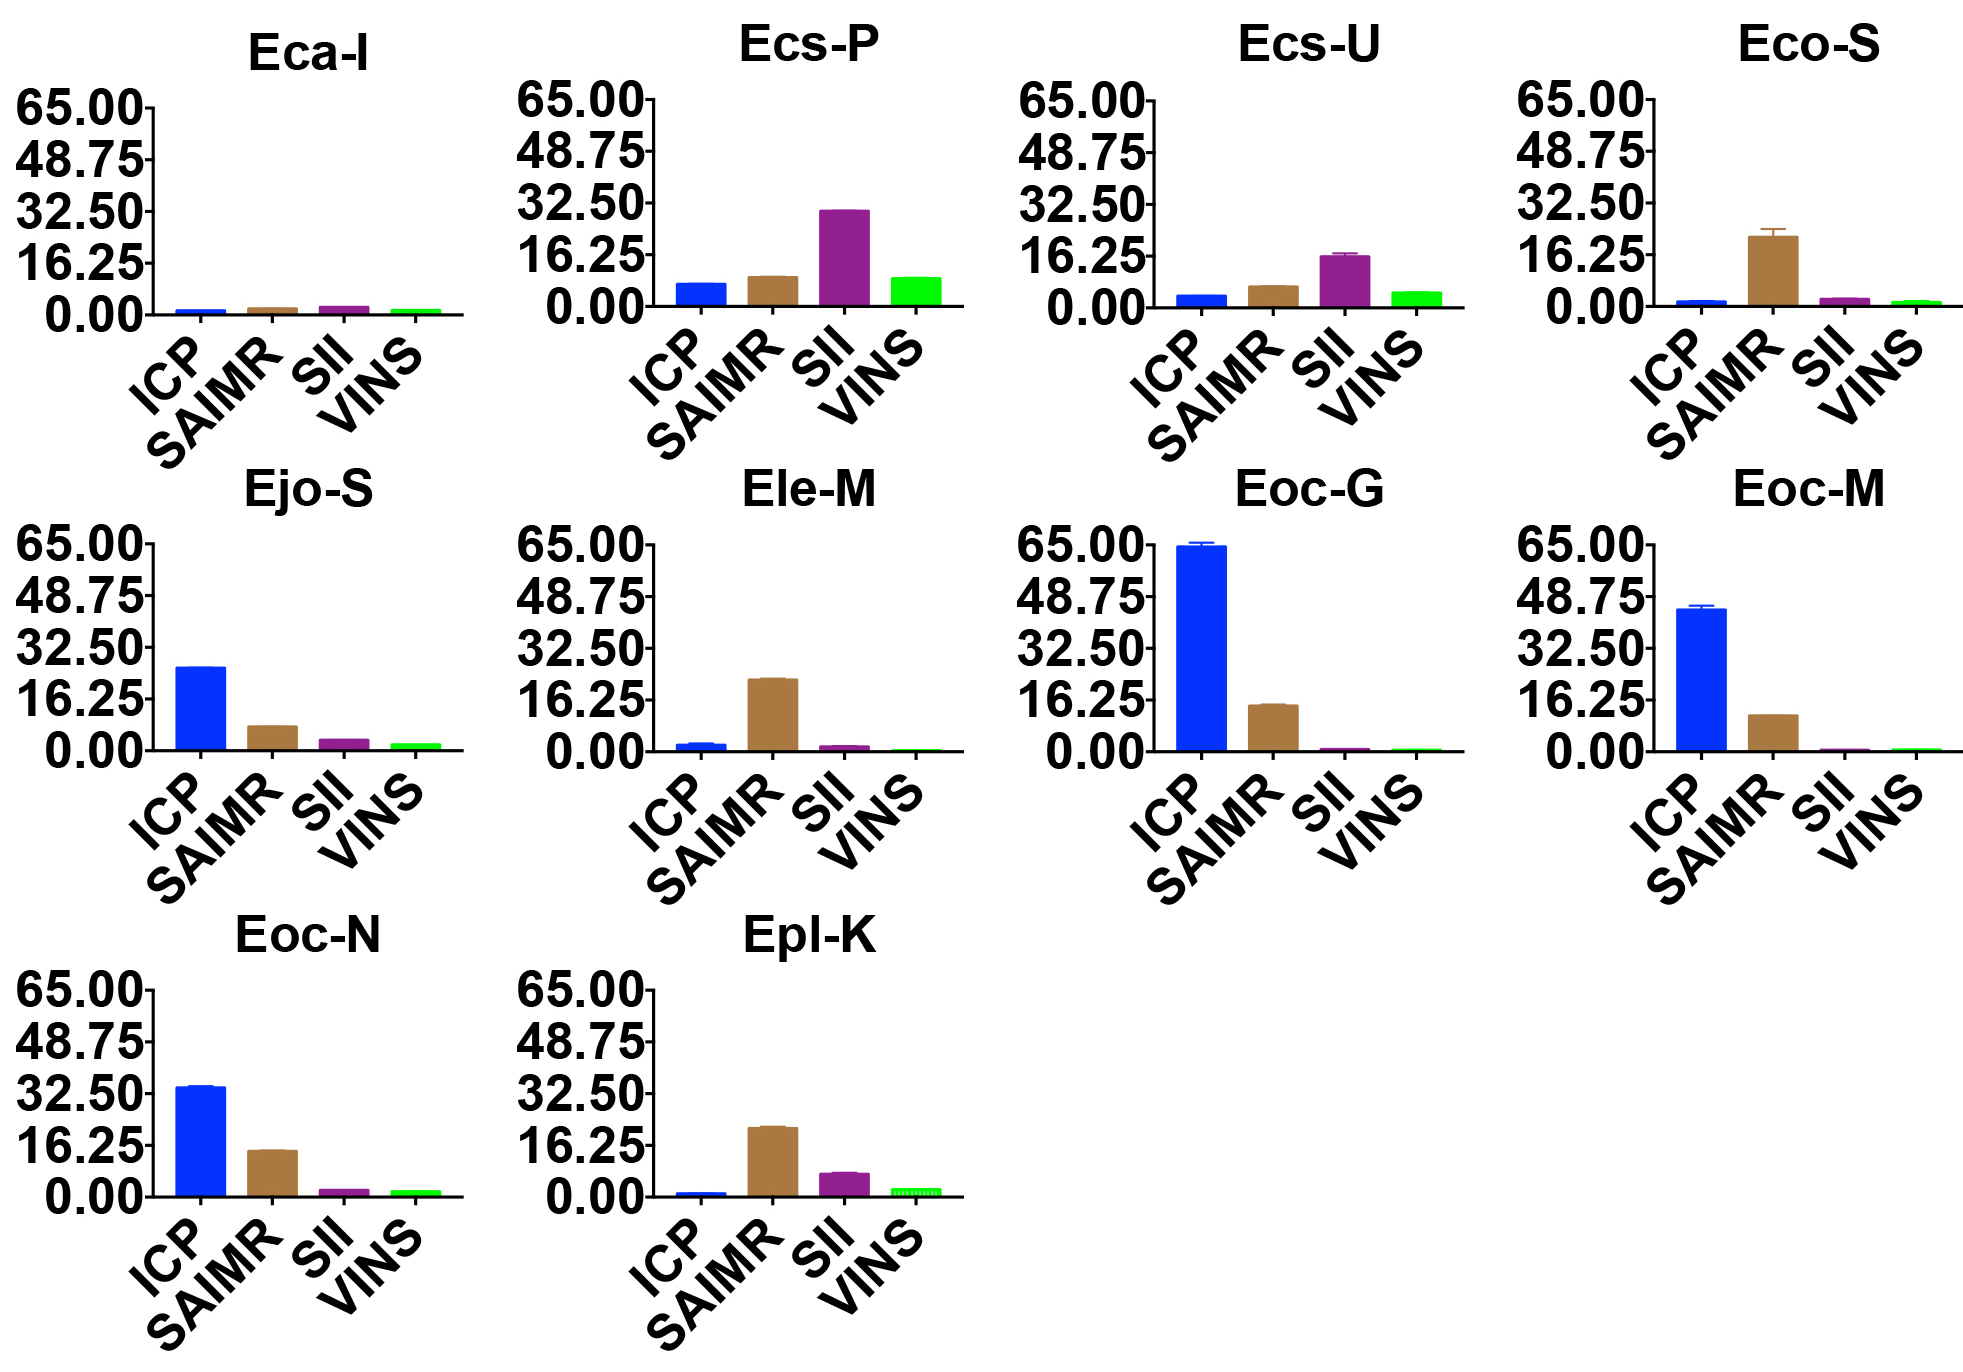 Eca-I
65.00
48.75
32.50
16.25
0.00
ICP
SAIMR
SII
VINS
Ecs-P
65.00
48.75
32.50
16.25
0.00
ICP
SAIMR
SII
VINS
Ecs-U
65.00
48.75
32.50
16.25
0.00
ICP
SAIMR
SII
VINS
Eco-S
65.00
48.75
32.50
16.25
0.00
ICP
SAIMR
SII
VINS
Ejo-S
65.00
48.75
32.50
16.25
0.00
ICP
SAIMR
SII
VINS
Ele-M
65.00
48.75
32.50
16.25
0.00
ICP
SAIMR
SII
VINS
Eoc-G
65.00
48.75
32.50
16.25
0.00
ICP
SAIMR
SII
VINS
Eoc-M
65.00
48.75
32.50
16.25
0.00
ICP
SAIMR
SII
VINS
Eoc-N
65.00
48.75
32.50
16.25
0.00
ICP
SAIMR
SII
VINS
Epl-K
65.00
48.75
32.50
16.25
0.00
ICP
SAIMR
SII
VINS